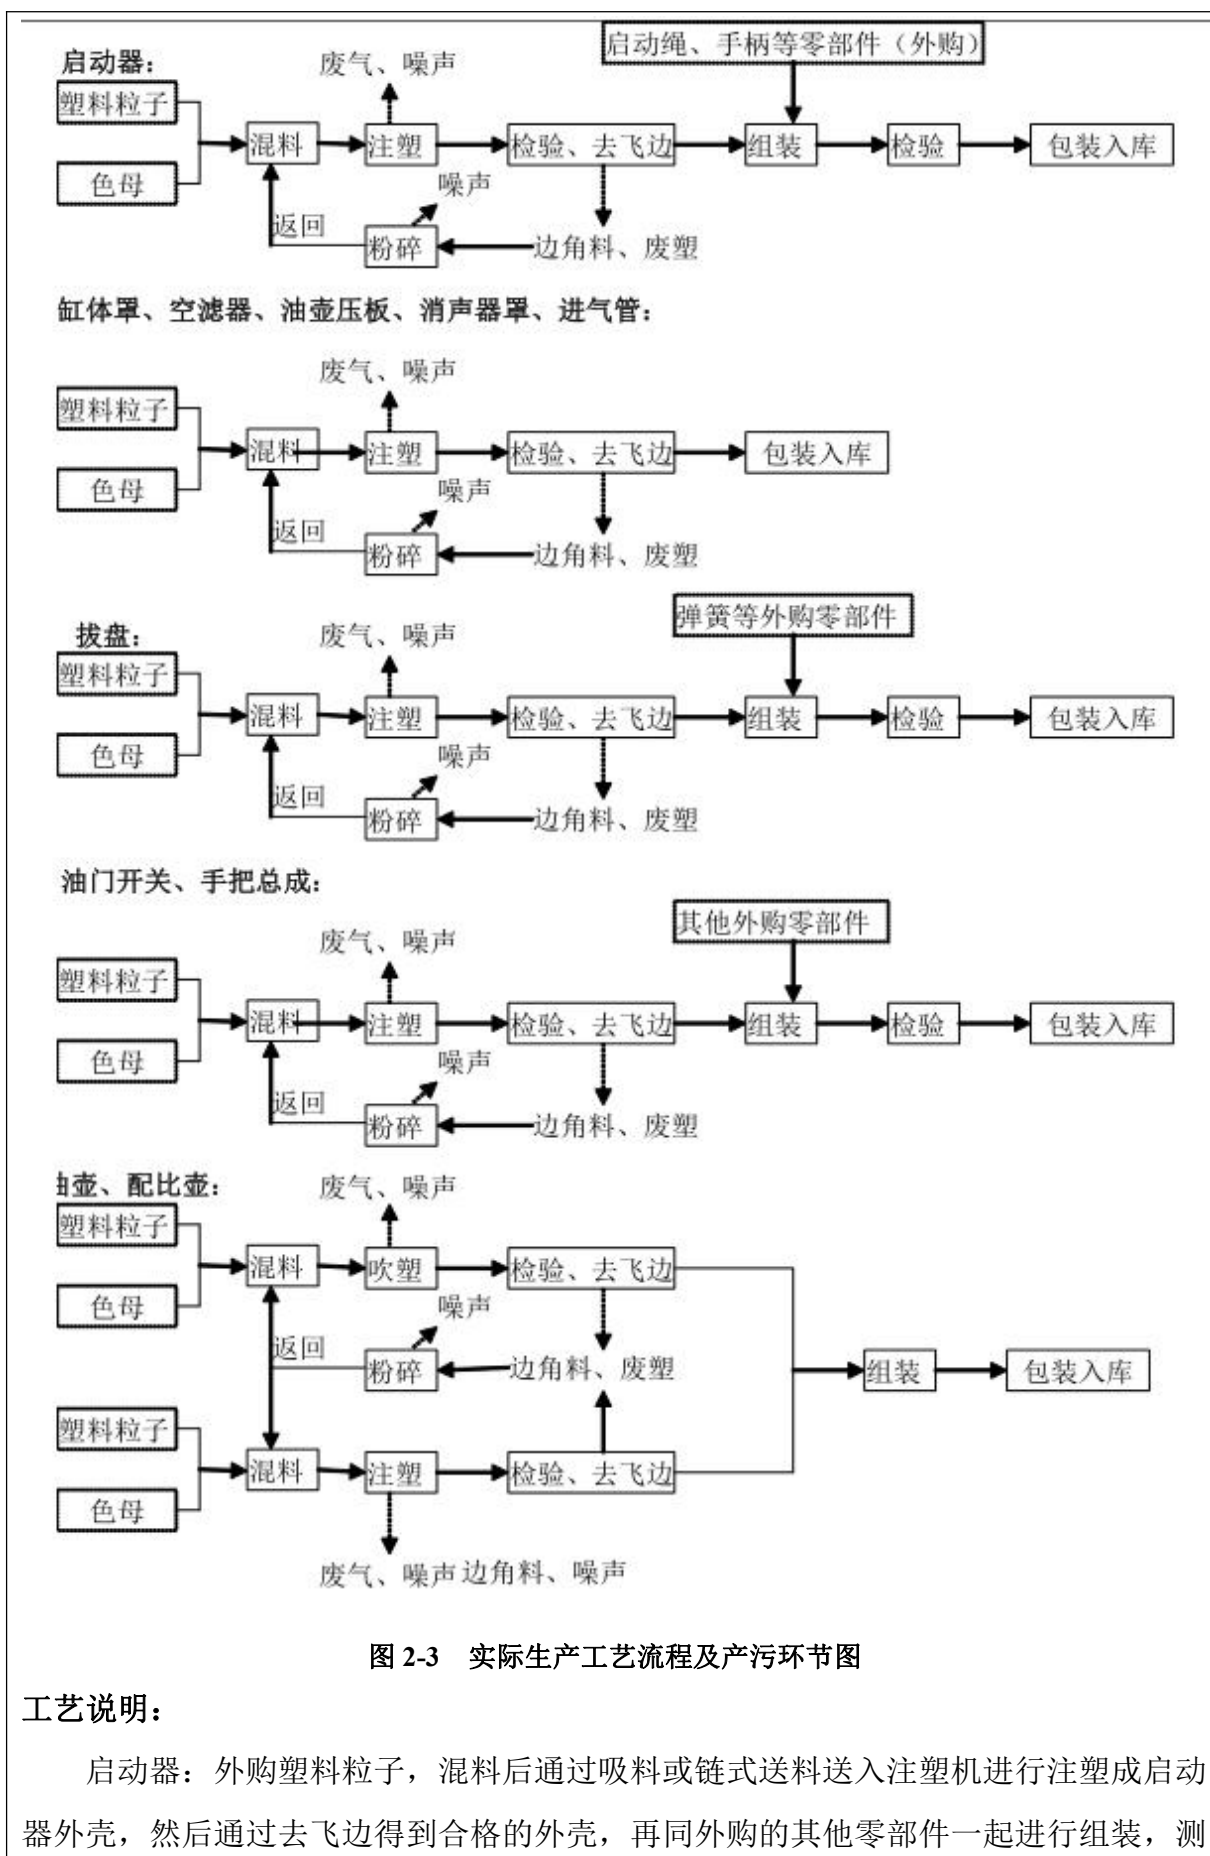 启动绳、手柄等零部件（外购）
启动器：
废气、噪声
塑料粒子
混料
注塑
检验、去飞边
组装
检验
包装入库
色母
噪声
返回
粉碎
边角料、废塑
缸体罩、空滤器、油壶压板、消声器罩、进气管：
废气、噪声
塑料粒子
混料
注塑
检验、去飞边
包装入库
色母
噪声
返回
粉碎
边角料、废塑
弹簧等外购零部件
拔盘：
废气、噪声
塑料粒子
混料
注塑
检验、去飞边
组装
检验
包装入库
色母
噪声
返回
粉碎
边角料、废塑
油门开关、手把总成：
其他外购零部件
废气、噪声
塑料粒子
混料
注塑
检验、去飞边
组装
检验
包装入库
色母
噪声
返回
粉碎
边角料、废塑
油壶、配比壶：
废气、噪声
塑料粒子
混料
吹塑
检验、去飞边
色母
噪声
返回
粉碎
边角料、废塑
组装
包装入库
塑料粒子
混料
注塑
检验、去飞边
色母
废气、噪声 边角料、噪声
图 2-3 实际生产工艺流程及产污环节图
工艺说明：
启动器：外购塑料粒子，混料后通过吸料或链式送料送入注塑机进行注塑成启动
器外壳，然后通过去飞边得到合格的外壳，再同外购的其他零部件一起进行组装，测